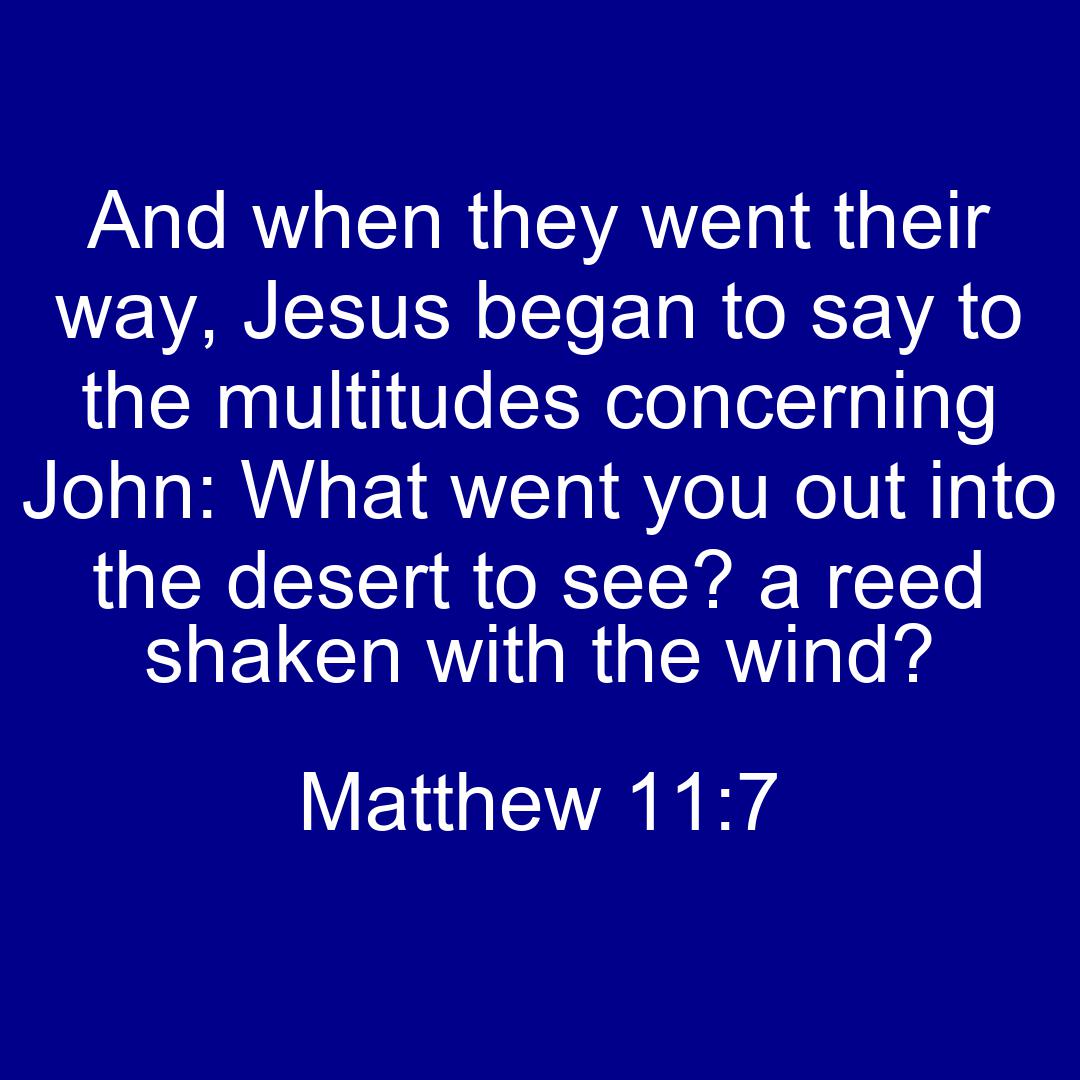 And when they went their
way, Jesus began to say to
the multitudes concerning
John: What went you out into
the desert to see? a reed
shaken with the wind?
Matthew 11:7